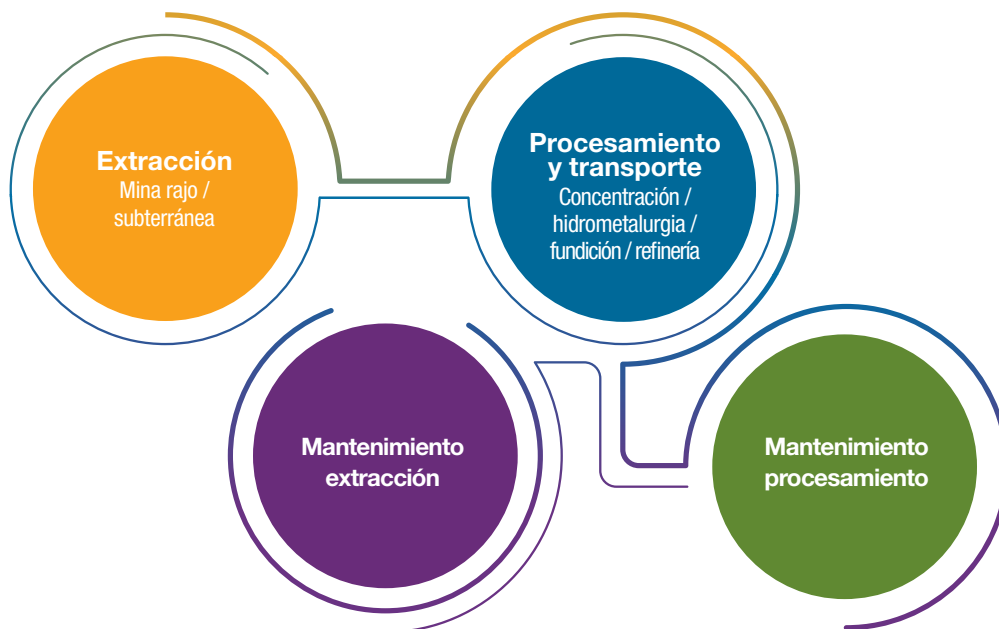 Extracción
Mina rajo /
subterránea
Procesamiento
y transporte
Concentración /
hidrometalurgia /
fundición / refinería
Mantenimiento
extracción
Mantenimiento
procesamiento